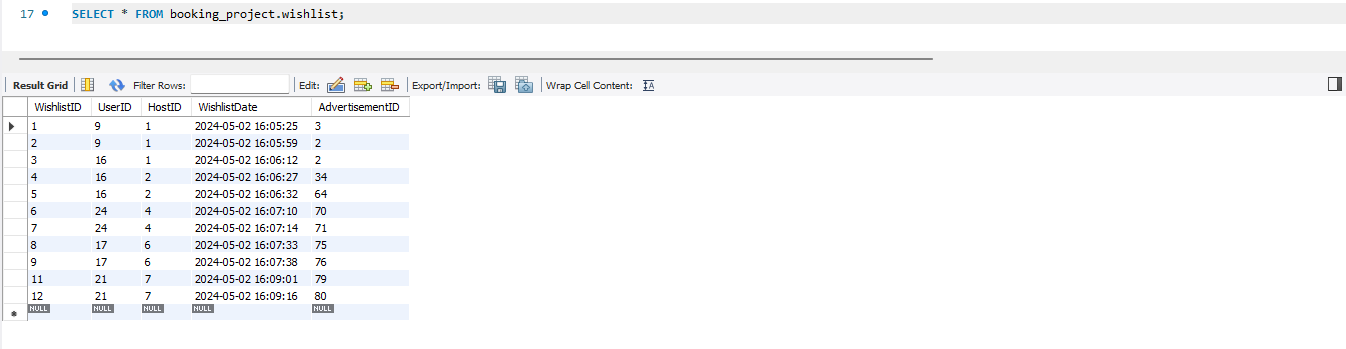 17 SELECT * FROM booking_project.wishlist;
Result Grid Filter Rows: Edit: Export/Import: Wrap Cell Content:
WishlistID UserID HostID WishlistDate AdvertisementID
1 9 1 2024-05-02 16:05:25 3
2 9 1 2024-05-02 16:05:59 2
3 16 1 2024-05-02 16:06:12 2
4 16 2 2024-05-02 16:06:27 34
5 16 2 2024-05-02 16:06:32 64
6 24 4 2024-05-02 16:07:10 70
7 24 4 2024-05-02 16:07:14 71
8 17 6 2024-05-02 16:07:33 75
9 17 6 2024-05-02 16:07:38 76
11 21 7 2024-05-02 16:09:01 79
12 21 7 2024-05-02 16:09:16 80
NULL NULL NULL NULL NULL